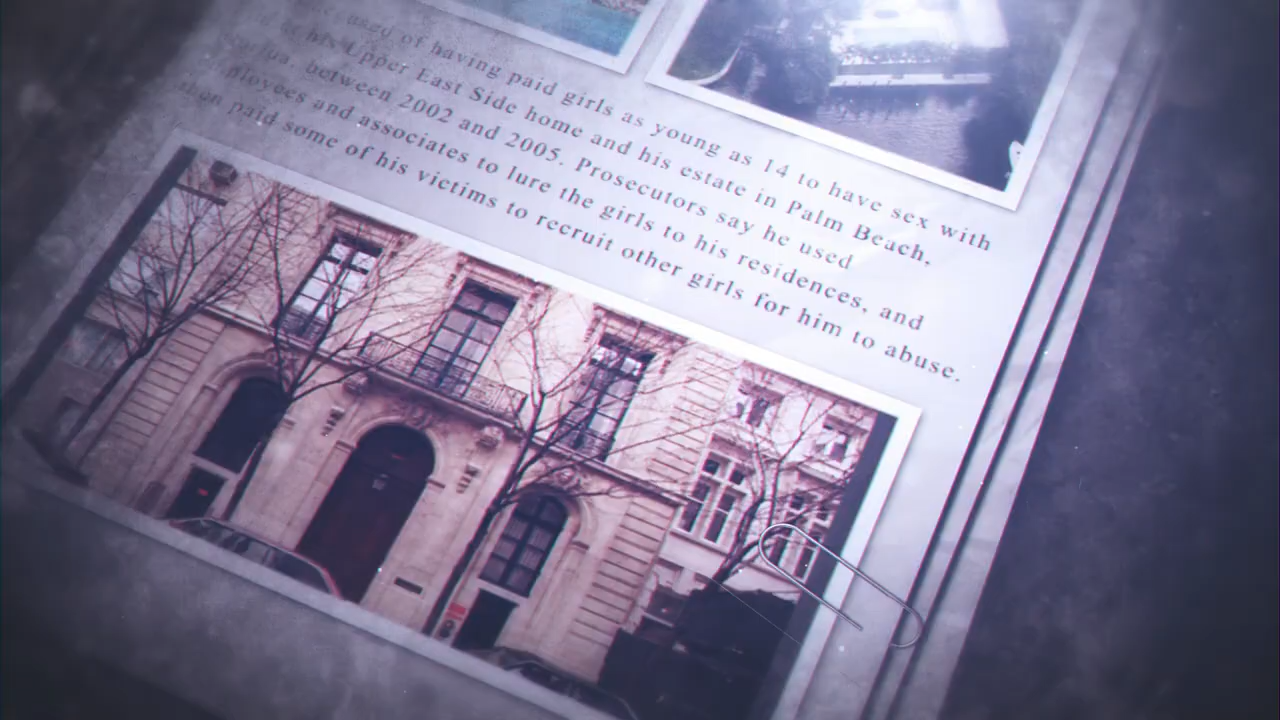 of having paid girls as young as 14 to have sex with
his Upper East Side home and his estate in Palm Beach,
between 2002 and 2005. Prosecutors say he used
and associates to lure the girls to his residences, and
then paid some of his victims to recruit other girls for him to abuse.